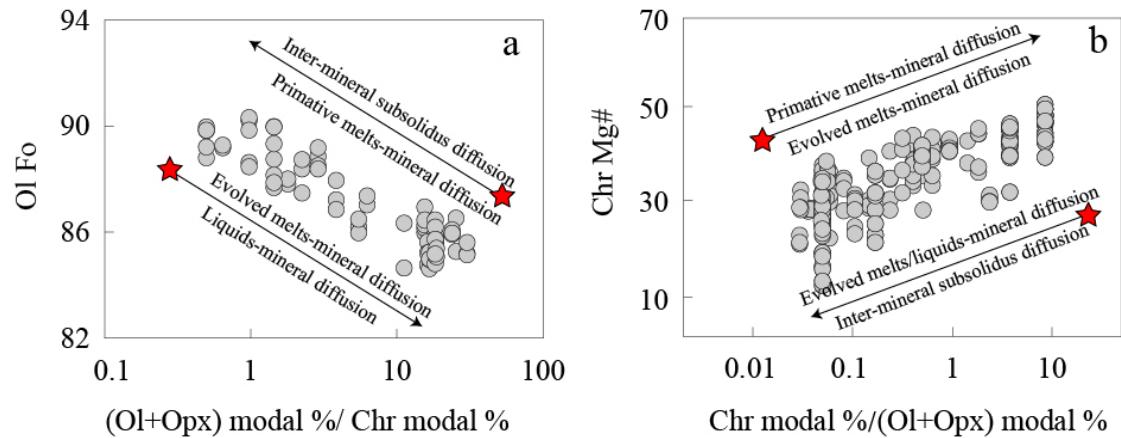 94
90
86
82
Ol Fo
a
Inter-mineral subsolidus diffusion
Primative melts-mineral diffusion
Evolved melts-mineral diffusion
Liquids-mineral diffusion
0.1
1
10
100
(Ol+Opx) modal %/ Chr modal %
70
50
30
10
Chr Mg#
b
Primative melts-mineral diffusion
Evolved melts-mineral diffusion
Evolved melts/liquids-mineral diffusion
Inter-mineral subsolidus diffusion
0.01
0.1
1
10
Chr modal %/(Ol+Opx) modal %